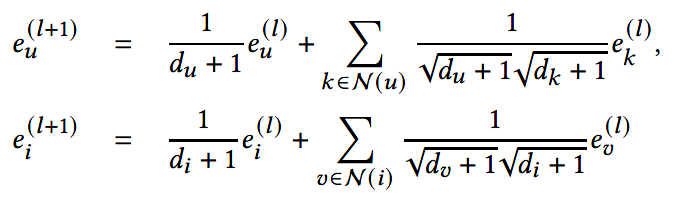 $e_u^{(l+1)} = \frac{1}{d_u + 1} e_u^{(l)} + \sum_{k \in \mathcal{N}(u)} \frac{1}{\sqrt{d_u + 1}\sqrt{d_k + 1}} e_k^{(l)},$
$e_i^{(l+1)} = \frac{1}{d_i + 1} e_i^{(l)} + \sum_{v \in \mathcal{N}(i)} \frac{1}{\sqrt{d_v + 1}\sqrt{d_i + 1}} e_v^{(l)}$